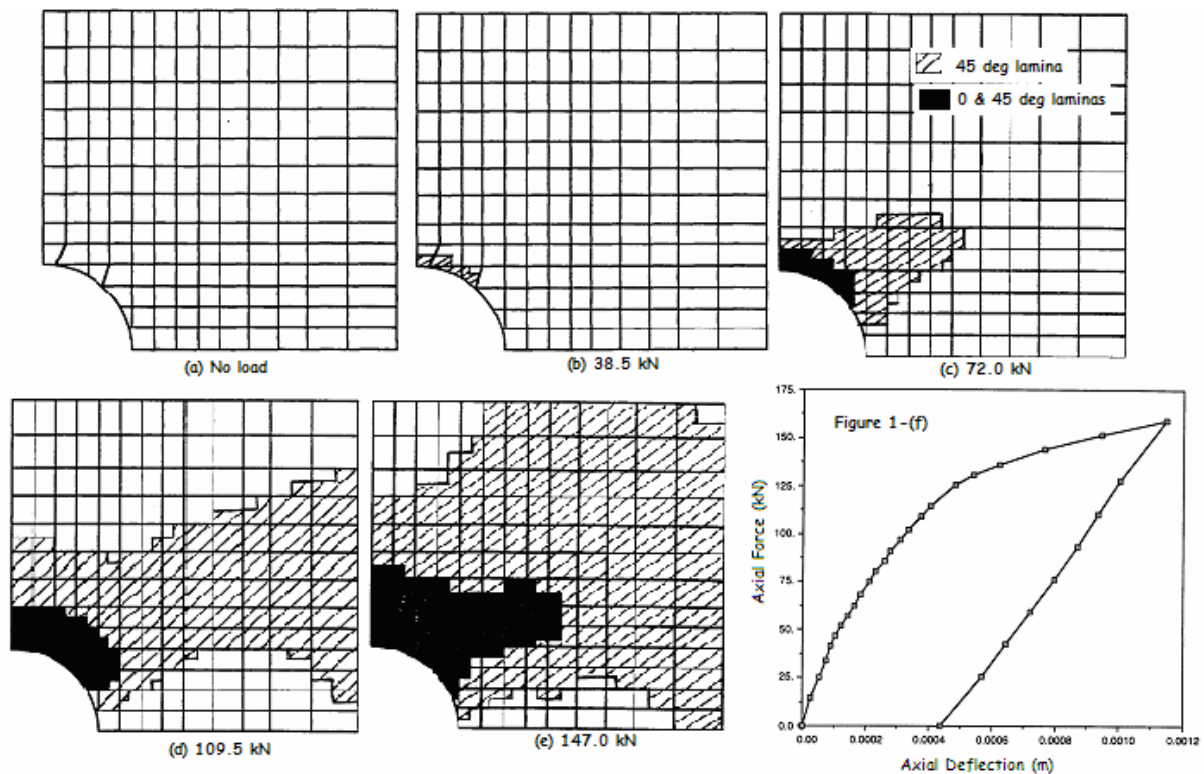 45 deg lamina
0 & 45 deg laminas
(a) No load
(b) 38.5 kN
(c) 72.0 kN
(d) 109.5 kN
(e) 147.0 kN
Figure 1-(f)
Axial Force (kN)
175.
150.
125.
100.
75.
50.
25.
0.0
0.00
0.0002
0.0004
0.0006
0.0008
0.0010
0.0012
Axial Deflection (m)